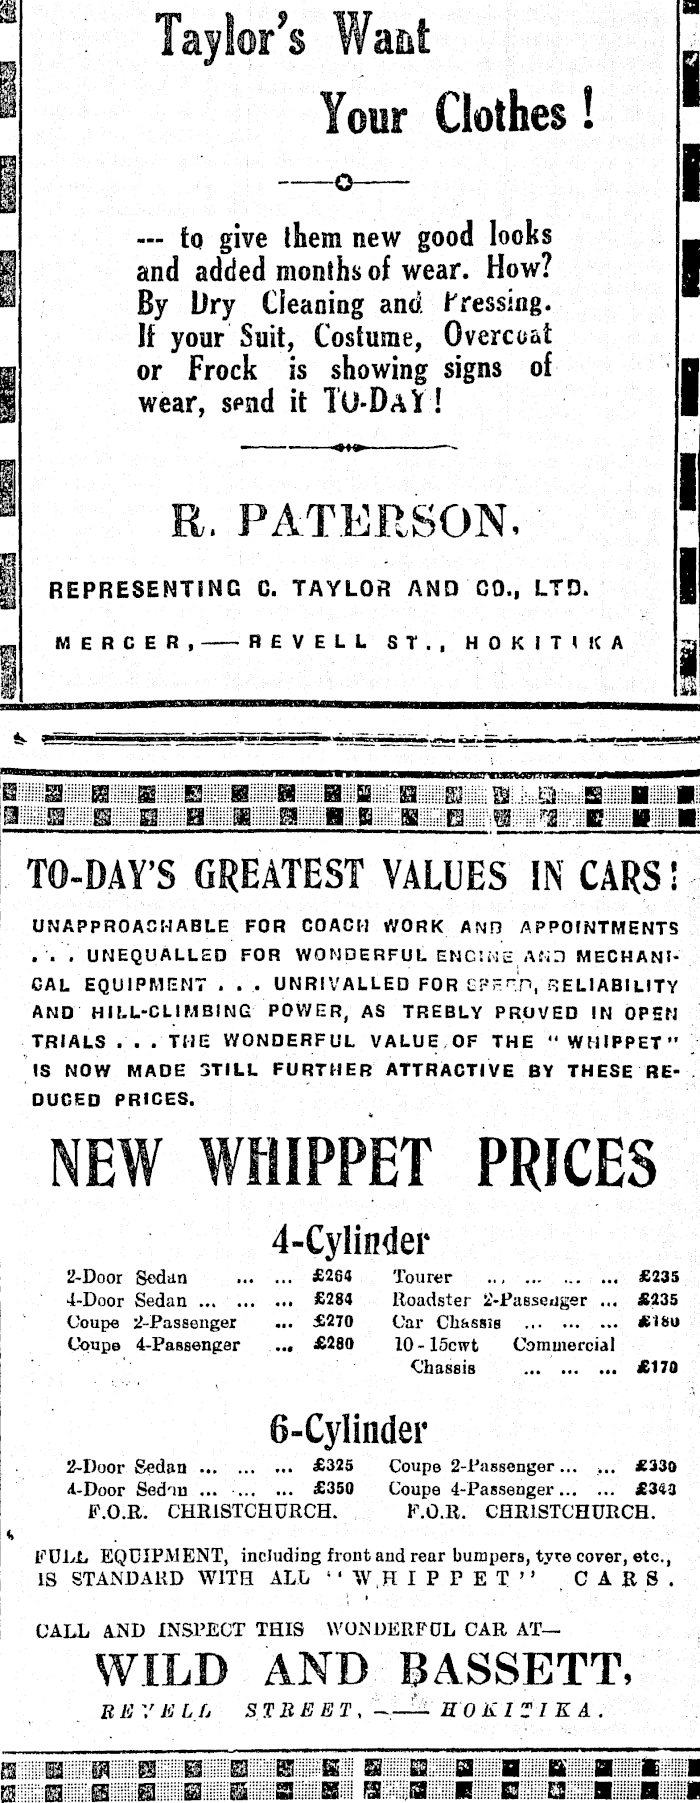 Taylor's Want
Your Clothes !
--- to give them new good looks
and added months of wear. How?
By Dry Cleaning and Pressing.
If your Suit, Costume, Overcoat
or Frock is showing signs of
wear, send it TO-DAY!
R. PATERSON,
REPRESENTING C. TAYLOR AND CO., LTD.
MERCER,—REVELL ST., HOKITIKA
TO-DAY'S GREATEST VALUES IN CARS!
UNAPPROACHABLE FOR COACH WORK AND APPOINTMENTS
. . . UNEQUALLED FOR WONDERFUL ENGINE AND MECHANI-
CAL EQUIPMENT . . . UNRIVALLED FOR SPEED, RELIABILITY
AND HILL-CLIMBING POWER, AS TREBLY PROVED IN OPEN
TRIALS . . . THE WONDERFUL VALUE OF THE "WHIPPET"
IS NOW MADE STILL FURTHER ATTRACTIVE BY THESE RE-
DUCED PRICES.
NEW WHIPPET PRICES
4-Cylinder
2-Door Sedan ... ... £264 Tourer ... ... ... ... £235
4-Door Sedan ... ... ... £284 Roadster 2-Passenger ... £235
Coupe 2-Passenger ... £270 Car Chassis ... ... ... £180
Coupe 4-Passenger ... £280 10-15cwt Commercial
Chassis ... ... ... £170
6-Cylinder
2-Door Sedan ... ... ... £325 Coupe 2-Passenger ... ... £330
4-Door Sedan ... ... ... £350 Coupe 4-Passenger ... ...
F.O.R. CHRISTCHURCH. F.O.R. CHRISTCHURCH.
FULL EQUIPMENT, including front and rear bumpers, tyre cover, etc.,
IS STANDARD WITH ALL "WHIPPET" CARS.
CALL AND INSPECT THIS WONDERFUL CAR AT—
WILD AND BASSETT,
REVELL STREET, —— HOKITIKA.